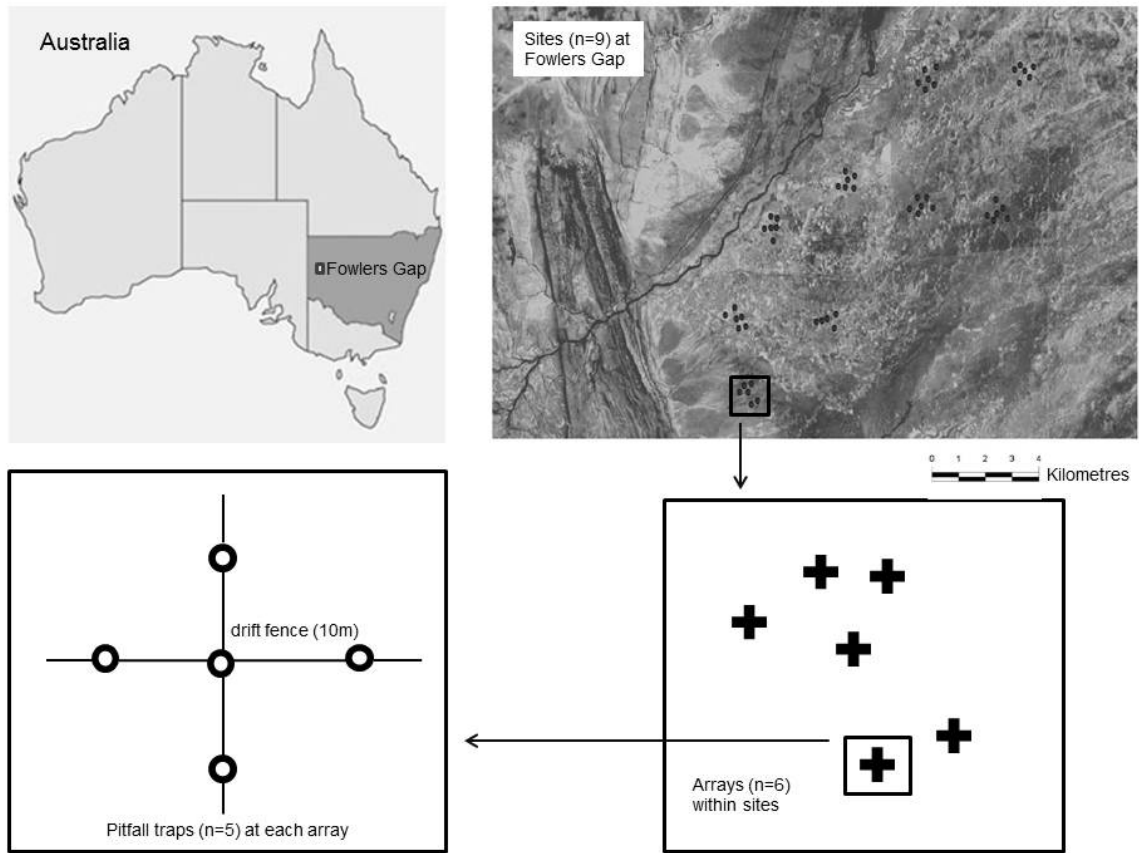 Australia
Fowlers Gap
Sites (n=9) at
Fowlers Gap
0 1 2 3 4
Kilometres
drift fence (10m)
Pitfall traps (n=5) at each array
Arrays (n=6)
within sites